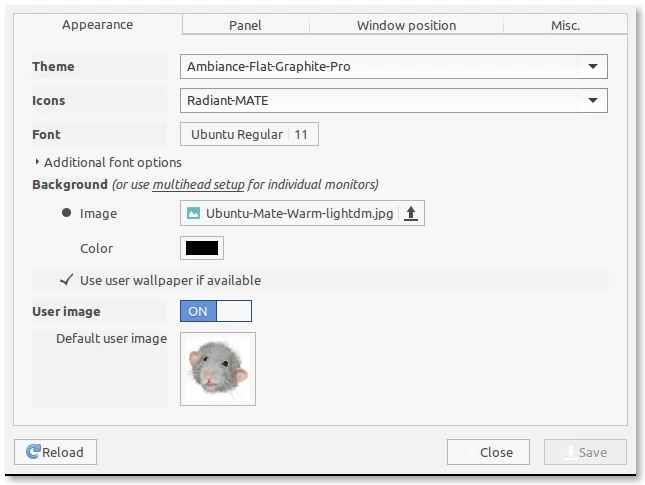 Appearance Panel Window position Misc.
Theme Ambiance-Flat-Graphite-Pro
Icons Radiant-MATE
Font Ubuntu Regular 11
Additional font options
Background (or use multihead setup for individual monitors)
Image Ubuntu-Mate-Warm-lightdm.jpg
Color
Use user wallpaper if available
User image ON
Default user image
Reload Close Save